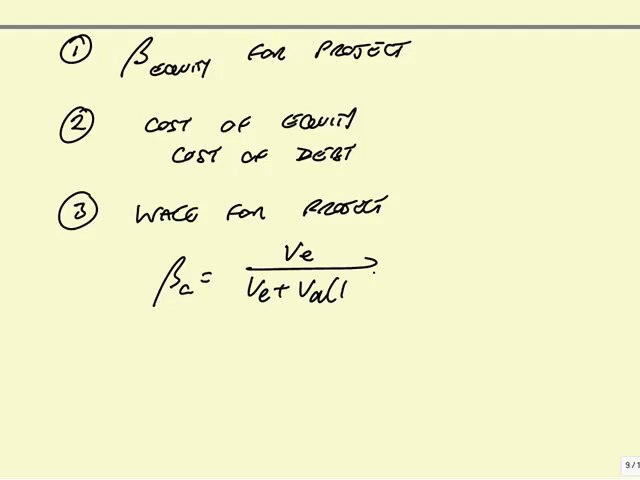 ① β EQUITY FOR PROJECT
② COST OF EQUITY
COST OF DEBT
③ WACC FOR PROJECT
βa = Ve
Ve + Vd(1
9/1